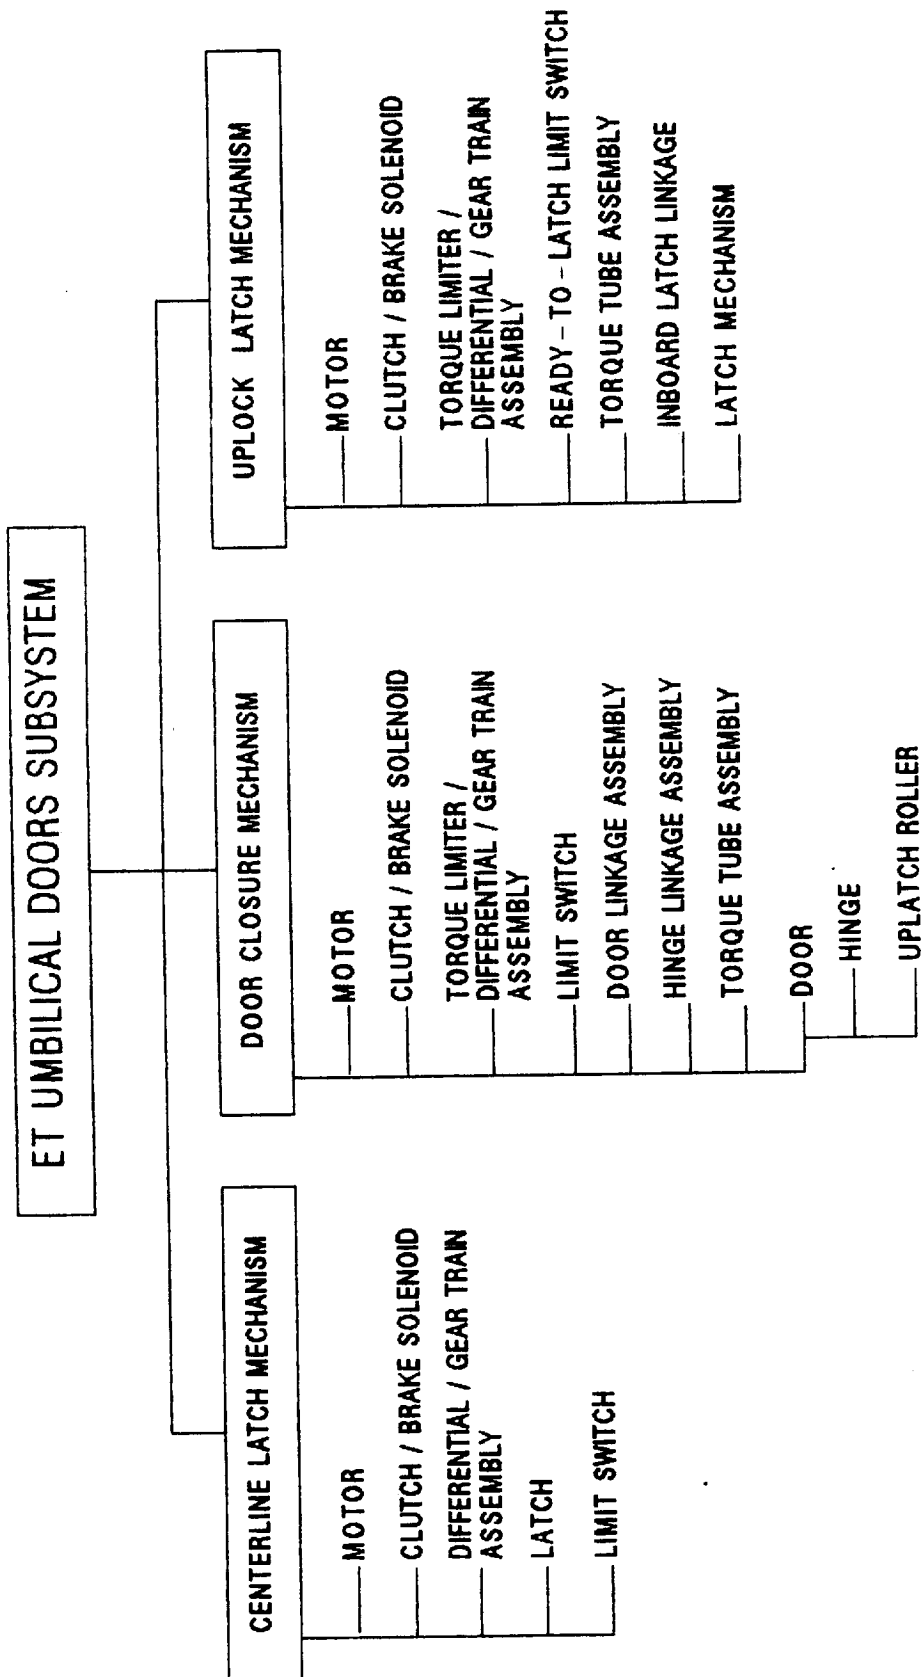 ET UMBILICAL DOORS SUBSYSTEM
CENTERLINE LATCH MECHANISM
MOTOR
CLUTCH / BRAKE SOLENOID
DIFFERENTIAL / GEAR TRAIN
ASSEMBLY
LATCH
LIMIT SWITCH
DOOR CLOSURE MECHANISM
MOTOR
CLUTCH / BRAKE SOLENOID
TORQUE LIMITER /
DIFFERENTIAL / GEAR TRAIN
ASSEMBLY
LIMIT SWITCH
DOOR LINKAGE ASSEMBLY
HINGE LINKAGE ASSEMBLY
TORQUE TUBE ASSEMBLY
DOOR
HINGE
UPLATCH ROLLER
UPLOCK LATCH MECHANISM
MOTOR
CLUTCH / BRAKE SOLENOID
TORQUE LIMITER /
DIFFERENTIAL / GEAR TRAIN
ASSEMBLY
READY - TO - LATCH LIMIT SWITCH
TORQUE TUBE ASSEMBLY
INBOARD LATCH LINKAGE
LATCH MECHANISM